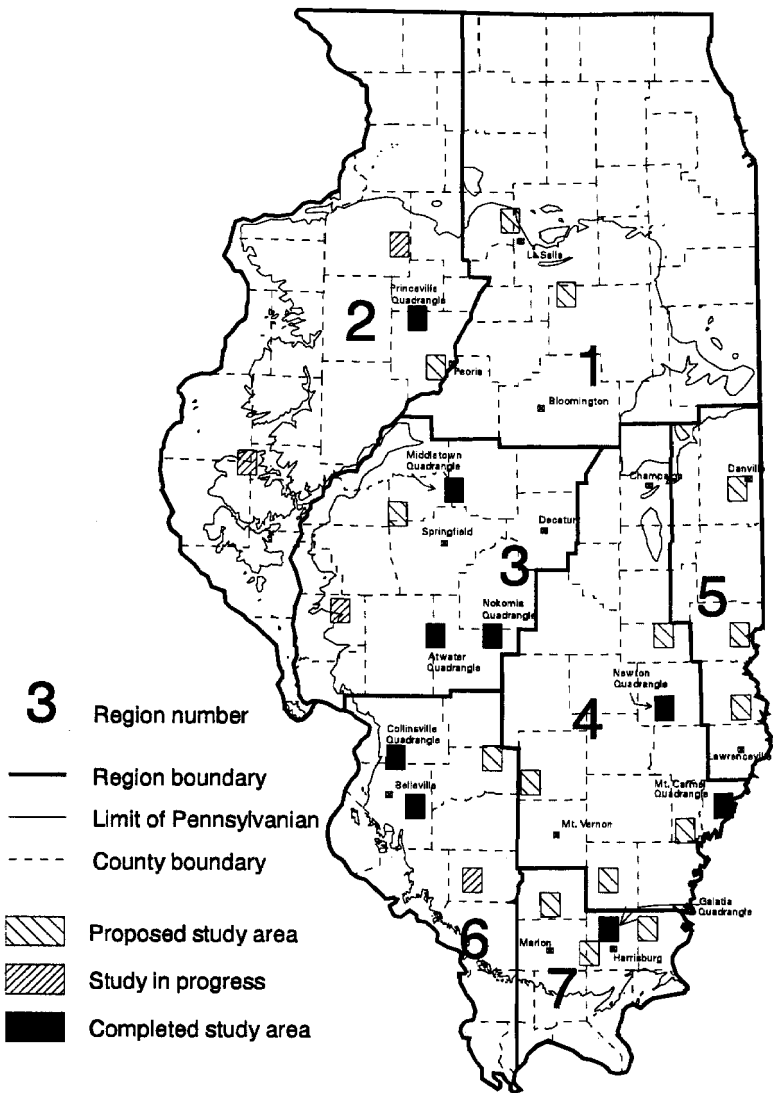 La Salle
Princeville
Quadrangle
2
1
Peoria
Bloomington
Middletown
Quadrangle
Champaign
Danville
Springfield
Decatur
3
5
Nokomis
Quadrangle
Atwater
Quadrangle
Newton
Quadrangle
4
3 Region number
Collinsville
Quadrangle
Lawrenceville
Region boundary
Belleville
Mt. Carmel
Quadrangle
Limit of Pennsylvanian
Mt. Vernon
County boundary
Galatia
Quadrangle
Proposed study area
6
Marion
Harrisburg
7
Study in progress
Completed study area